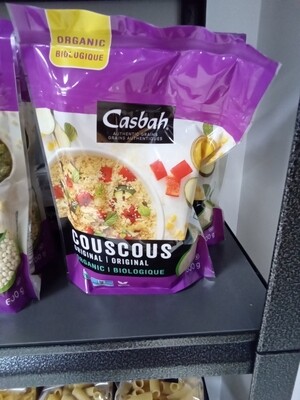 ORGANIC
BIOLOGIQUE
Casbah
AUTHENTIC GRAINS
GRAINS AUTHENTIQUES
COUSCOUS
ORIGINAL | ORIGINAL
ORGANIC | BIOLOGIQUE